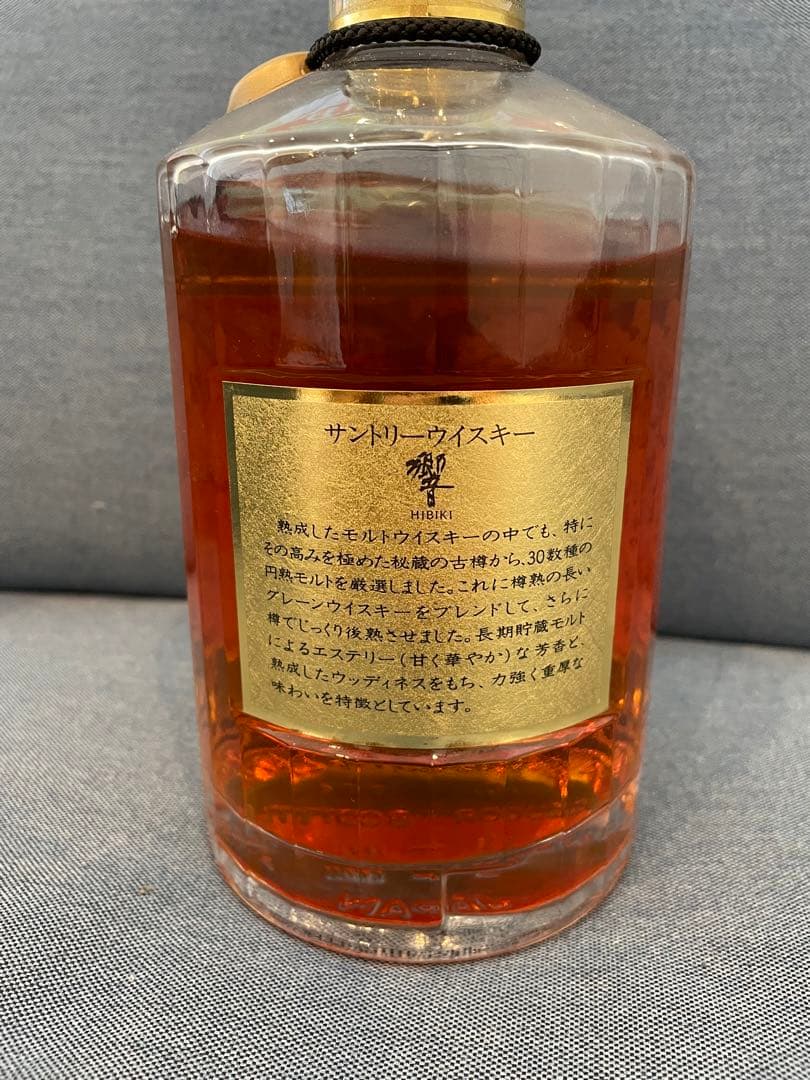 サントリーウイスキー
響
HIBIKI
熟成したモルトウイスキーの中でも、特に
その高みを極めた秘蔵の古樽から、30数種の
円熟モルトを厳選しました。これに樽熟の長い
グレーンウイスキーをブレンドして、さらに
樽でじっくり後熟させました。長期貯蔵モルト
によるエステリー(甘く華やか)な芳香と、
熟成したウッディネスをもち、力強く重厚な
味わいを特徴としています。